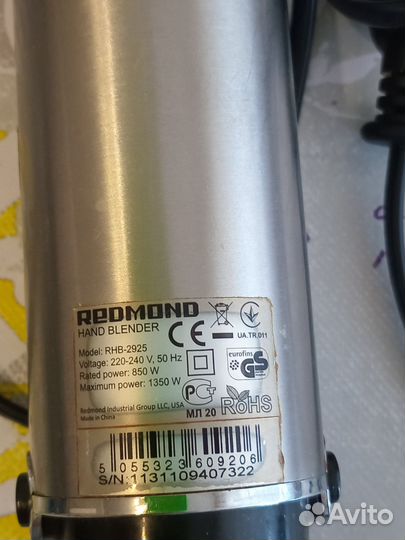 REDMOND
HAND BLENDER
CE
UA.TR.011
Model: RHB-2925
Voltage: 220-240 V, 50 Hz
Rated power: 850 W
Maximum power: 1350 W
eurofins
GS
Redmond Industrial Group LLC, USA
Made in China
МЛ 20
RoHS
5 055323 609206
S/N:1131109407322
Avito